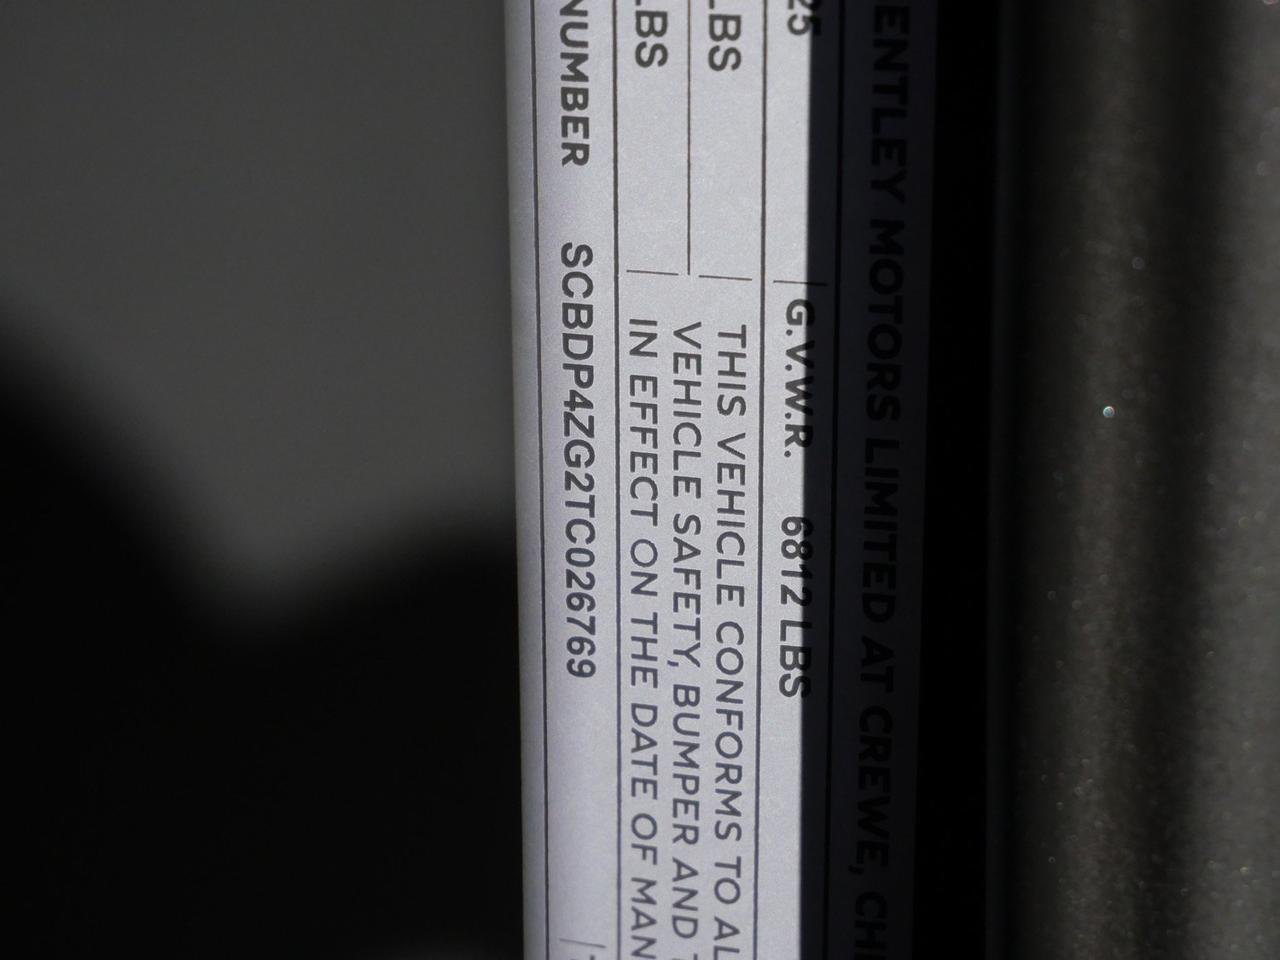 ENTLEY MOTORS LIMITED AT CREWE, CH
25 G.V.W.R. 6812 LBS
LBS THIS VEHICLE CONFORMS TO AL
VEHICLE SAFETY, BUMPER AND T
LBS IN EFFECT ON THE DATE OF MAN
NUMBER SCBDP4ZG2TC026769